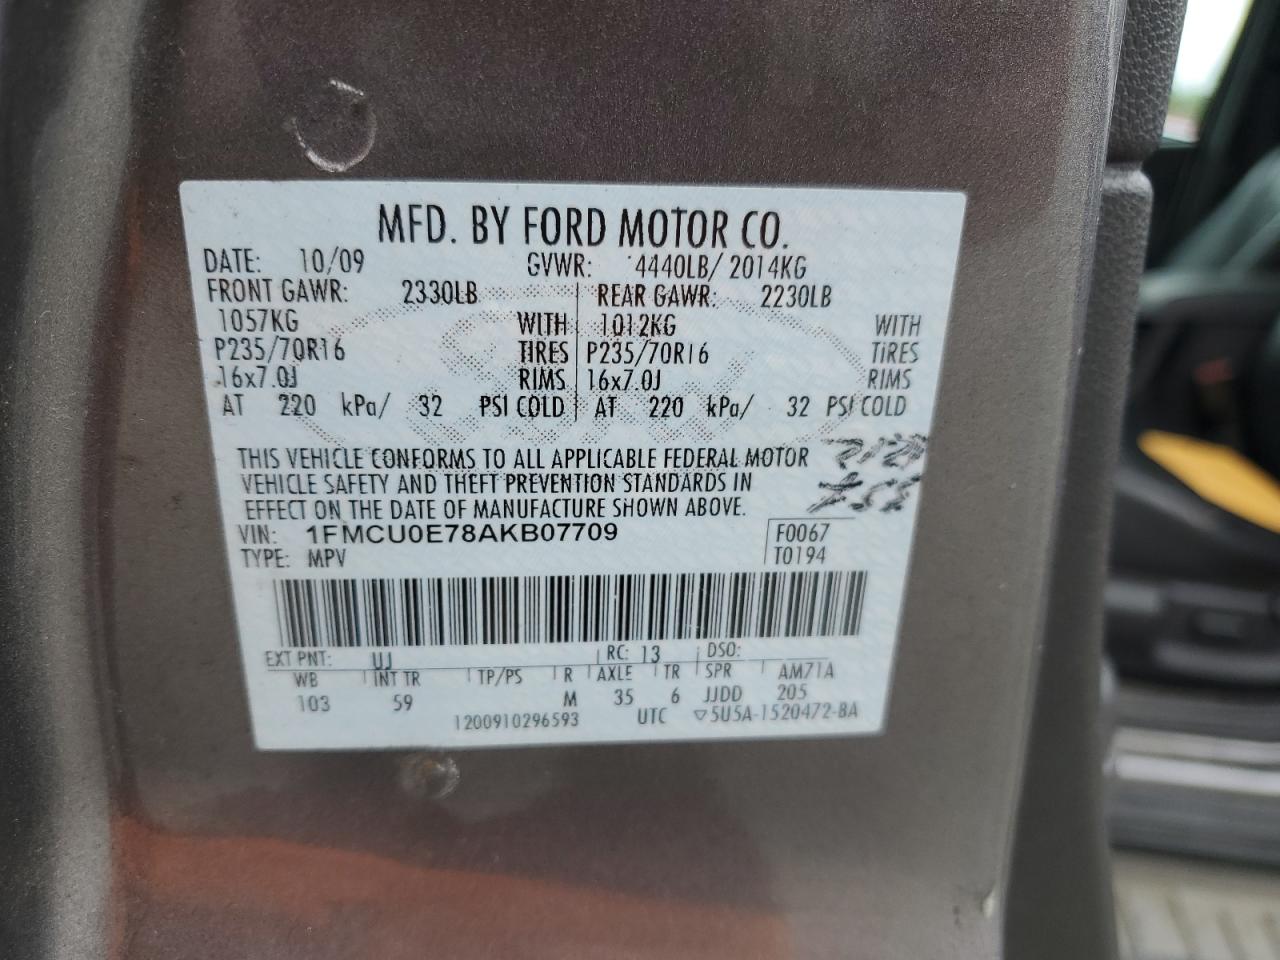 MFD. BY FORD MOTOR CO.
DATE: 10/09 GVWR: 4440LB/ 2014KG
FRONT GAWR: 2330LB REAR GAWR: 2230LB
1057KG WITH 1012KG WITH
P235/70R16 TIRES P235/70R16 TIRES
16x7.0J RIMS 16x7.0J RIMS
AT 220 kPa/ 32 PSI COLD AT 220 kPa/ 32 PSI COLD
THIS VEHICLE CONFORMS TO ALL APPLICABLE FEDERAL MOTOR
VEHICLE SAFETY AND THEFT PREVENTION STANDARDS IN
EFFECT ON THE DATE OF MANUFACTURE SHOWN ABOVE.
VIN: 1FMCU0E78AKB07709 F0067
TYPE: MPV T0194
EXT PNT: UJ RC: 13 DSO:
WB INT TR TP/PS R AXLE TR SPR AM71A
103 59 M 35 6 JJDD 205
1200910296593 UTC ▽5U5A-1520472-BA